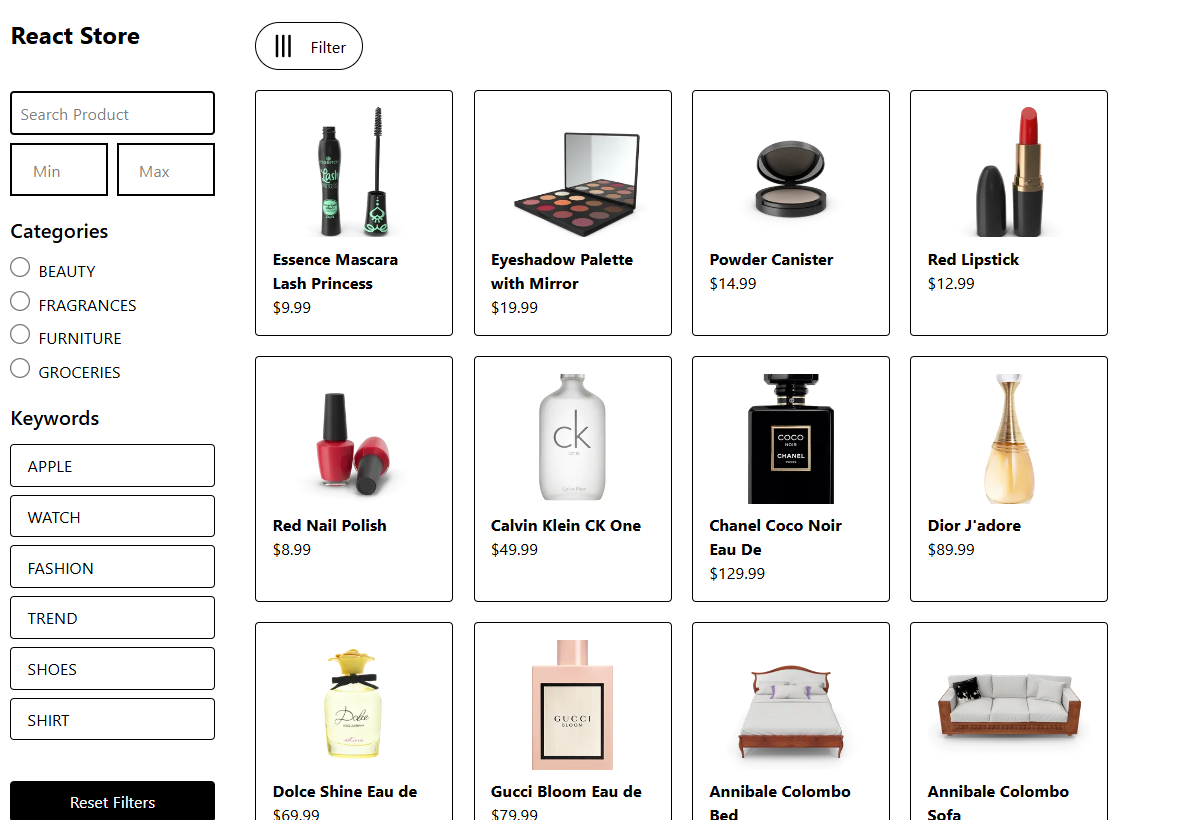 React Store
Search Product
Min
Max
Categories
BEAUTY
FRAGRANCES
FURNITURE
GROCERIES
Keywords
APPLE
WATCH
FASHION
TREND
SHOES
SHIRT
Reset Filters
Filter
essence
Lash
Essence Mascara
Lash Princess
$9.99
Eyeshadow Palette
with Mirror
$19.99
Powder Canister
$14.99
Red Lipstick
$12.99
Red Nail Polish
$8.99
ck
one
Calvin Klein
Calvin Klein CK One
$49.99
COCO
NOIR
CHANEL
PARIS
Chanel Coco Noir
Eau De
$129.99
Dior J'adore
$89.99
Dolce
shine
Dolce Shine Eau de
$69.99
GUCCI
BLOOM
Gucci Bloom Eau de
$79.99
Annibale Colombo
Bed
Annibale Colombo
Sofa